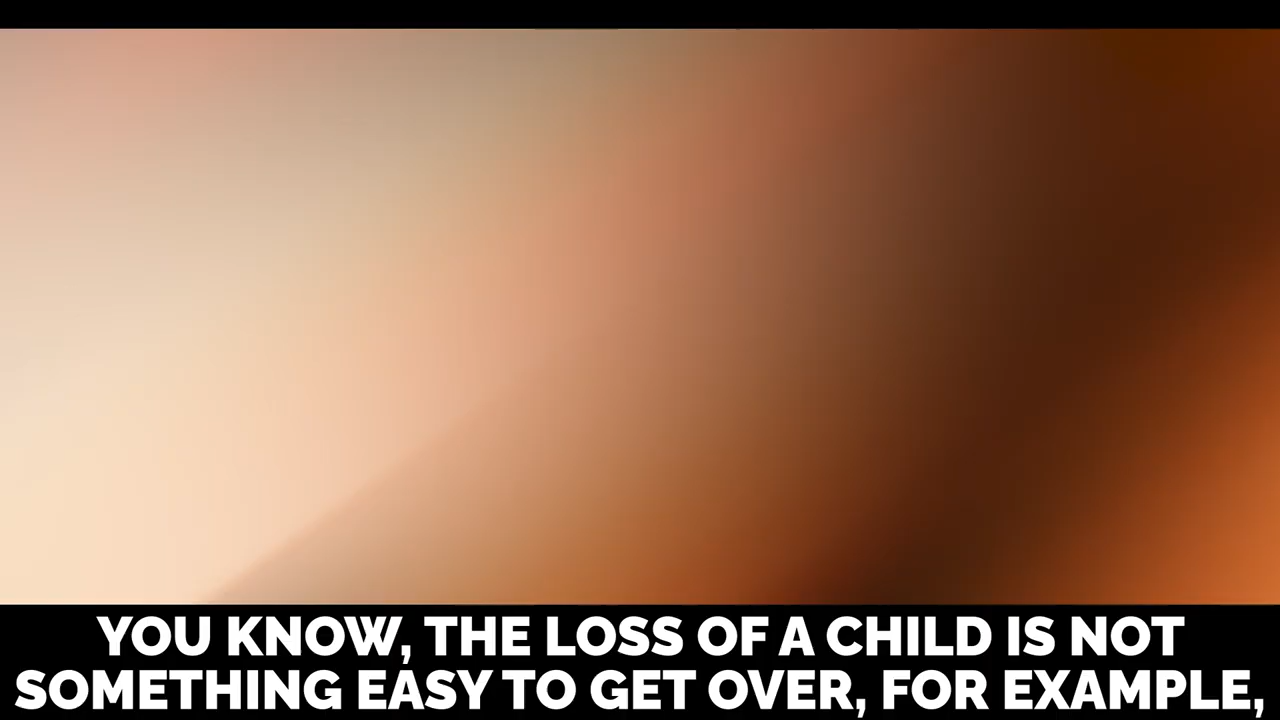 YOU KNOW, THE LOSS OF A CHILD IS NOT
SOMETHING EASY TO GET OVER, FOR EXAMPLE,